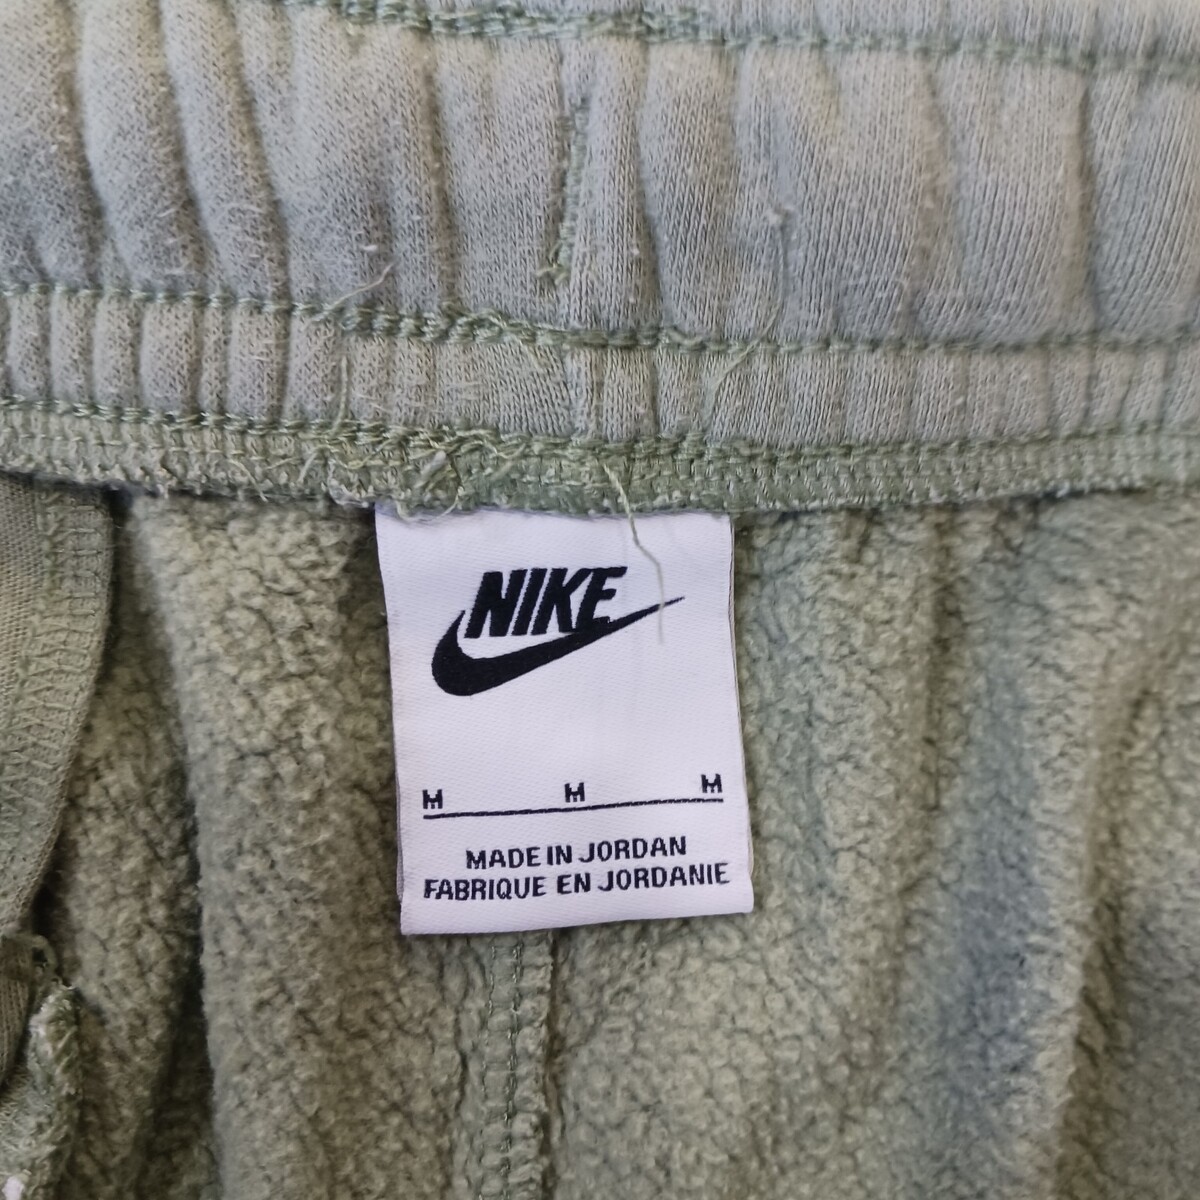 NIKE
M M M
MADE IN JORDAN
FABRIQUE EN JORDANIE